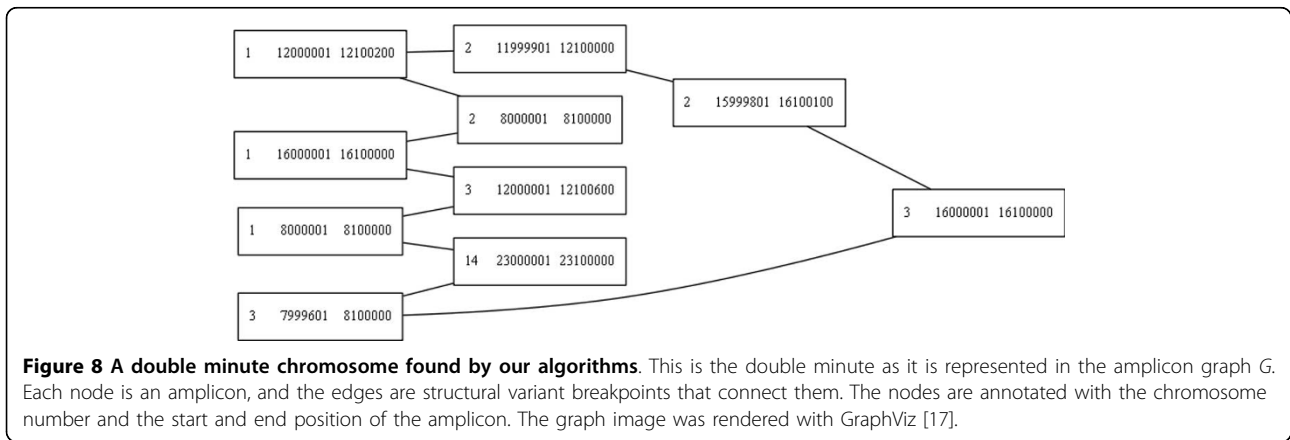 1 12000001 12100200
2 11999901 12100000
2 15999801 16100100
2 8000001 8100000
1 16000001 16100000
3 12000001 12100600
3 16000001 16100000
1 8000001 8100000
14 23000001 23100000
3 7999601 8100000
Figure 8 A double minute chromosome found by our algorithms. This is the double minute as it is represented in the amplicon graph G.
Each node is an amplicon, and the edges are structural variant breakpoints that connect them. The nodes are annotated with the chromosome
number and the start and end position of the amplicon. The graph image was rendered with GraphViz [17].